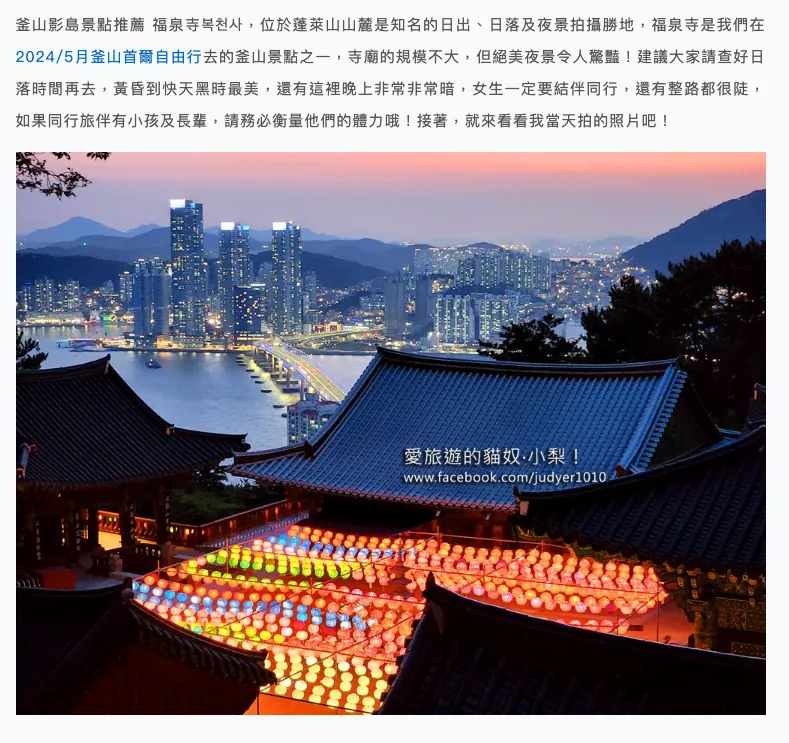 釜山影島景點推薦 福泉寺복천사，位於蓬萊山山麓是知名的日出、日落及夜景拍攝勝地，福泉寺是我們在
2024/5月釜山首爾自由行去的釜山景點之一，寺廟的規模不大，但絕美夜景令人驚豔！建議大家請查好日
落時間再去，黃昏到快天黑時最美，還有這裡晚上非常非常暗，女生一定要結伴同行，還有整路都很陡，
如果同行旅伴有小孩及長輩，請務必衡量他們的體力哦！接著，就來看看我當天拍的照片吧！
愛旅遊的貓奴‧小梨！
www.facebook.com/judyer1010